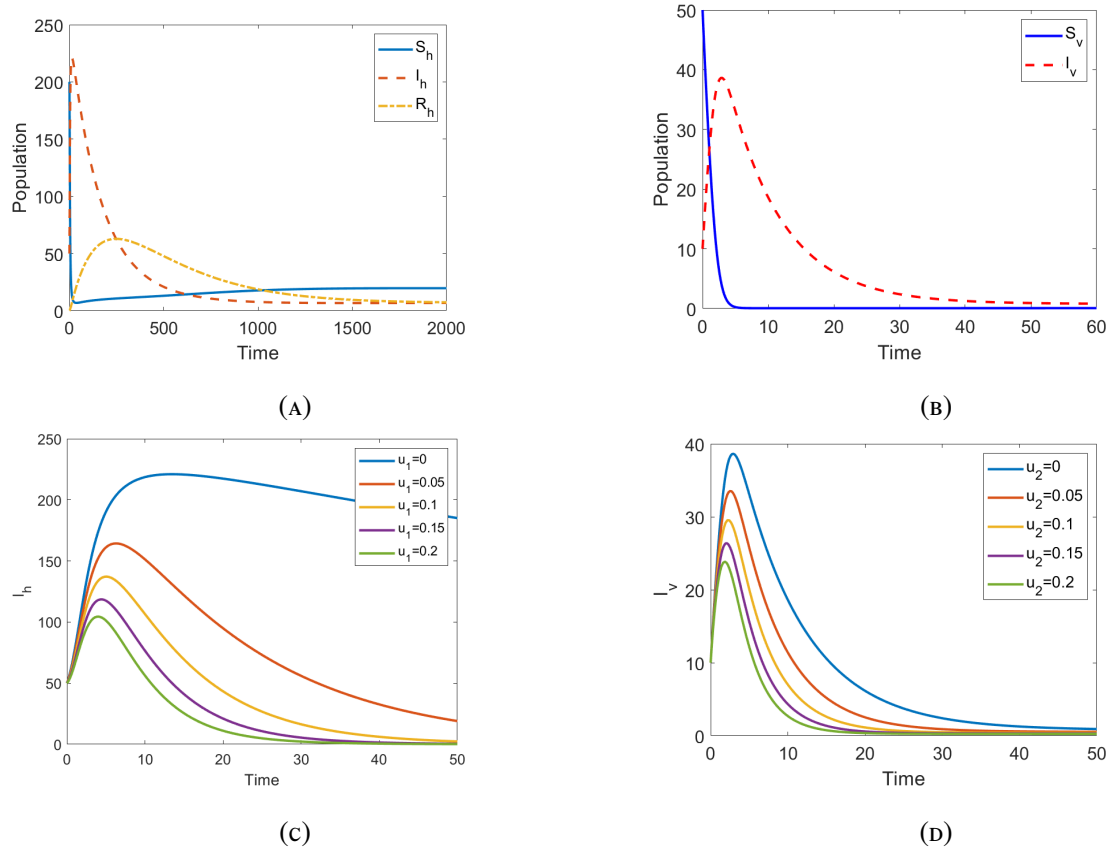 250
200
150
100
50
0
Population
0 500 1000 1500 2000
Time
S_h
I_h
R_h
(A)
50
40
30
20
10
0
Population
0 10 20 30 40 50 60
Time
S_v
I_v
(B)
250
200
150
100
50
0
I_h
0 10 20 30 40 50
Time
u_1=0
u_1=0.05
u_1=0.1
u_1=0.15
u_1=0.2
(C)
40
30
20
10
0
I_v
0 10 20 30 40 50
Time
u_2=0
u_2=0.05
u_2=0.1
u_2=0.15
u_2=0.2
(D)